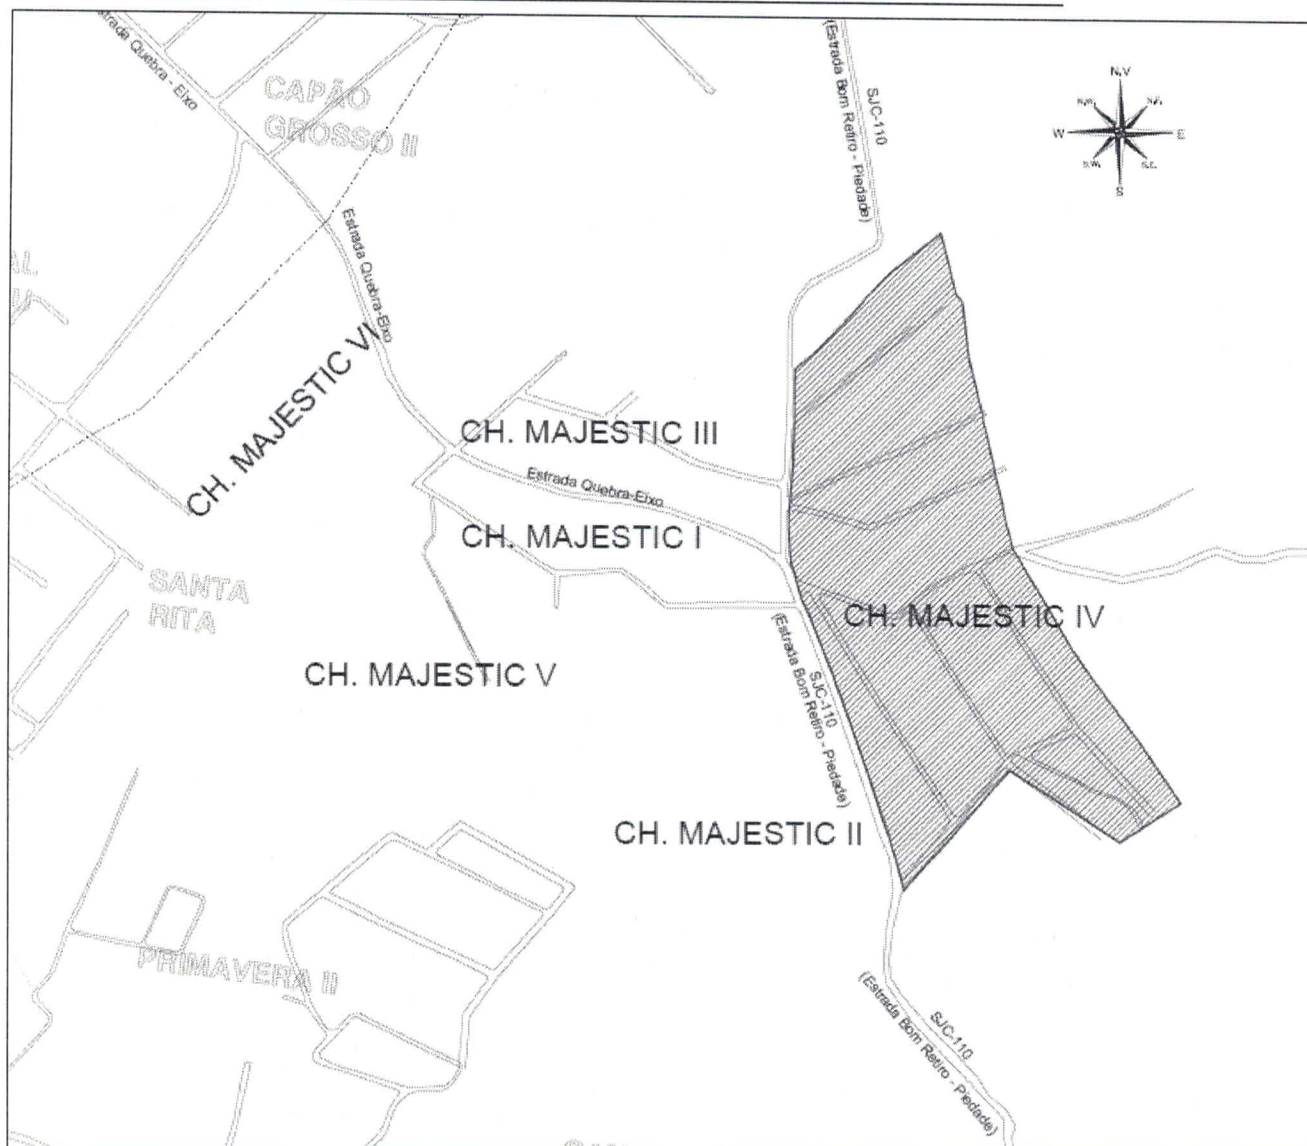 strada Quebra - Eixo
CAPÃO
GROSSO II
(Estrada Bom Retiro - Piedade)
SJC-110
W
E
S
Estrada Quebra-Eixo
AL
CH. MAJESTIC VI
CH. MAJESTIC III
Estrada Quebra-Eixo
CH. MAJESTIC I
SANTA
RITA
CH. MAJESTIC IV
CH. MAJESTIC V
SJC-110
(Estrada Bom Retiro - Piedade)
CH. MAJESTIC II
PRIMAVERA II
SJC-110
(Estrada Bom Retiro - Piedade)